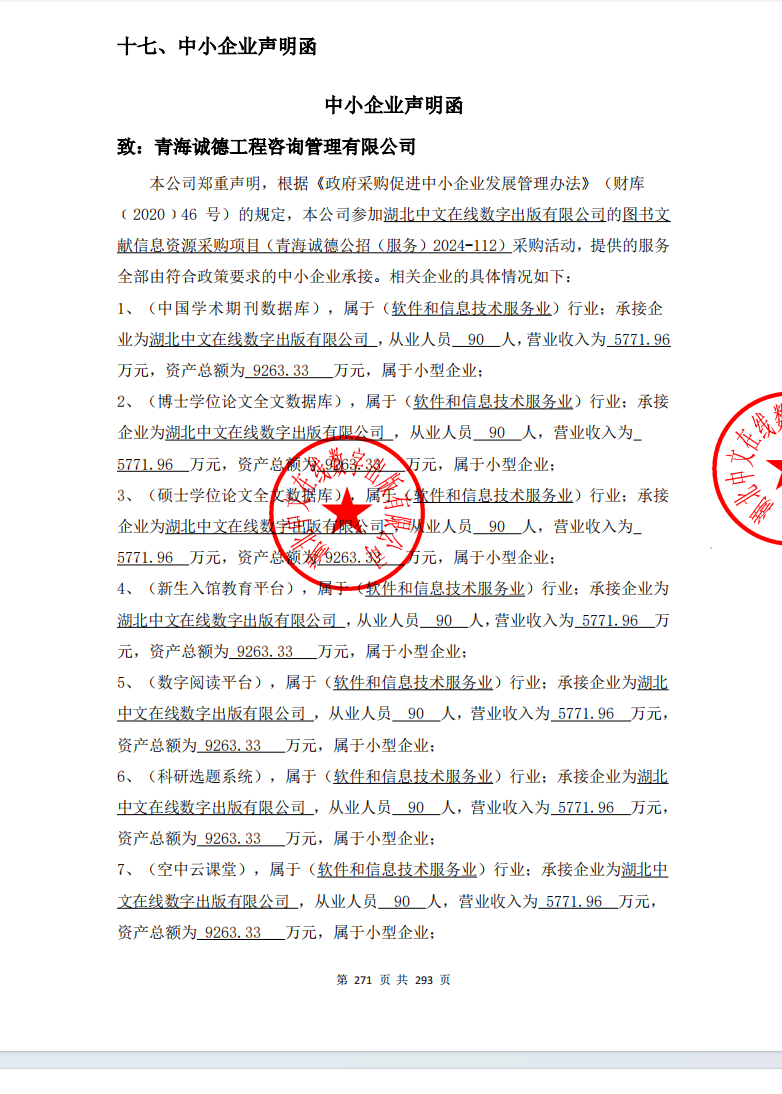 十七、中小企业声明函
中小企业声明函
致：青海诚德工程咨询管理有限公司
本公司郑重声明，根据《政府采购促进中小企业发展管理办法》（财库
﹝2020﹞46 号）的规定，本公司参加湖北中文在线数字出版有限公司的图书文
献信息资源采购项目（青海诚德公招（服务）2024-112）采购活动，提供的服务
全部由符合政策要求的中小企业承接。相关企业的具体情况如下：
1、（中国学术期刊数据库），属于（软件和信息技术服务业）行业；承接企
业为湖北中文在线数字出版有限公司 ，从业人员 90 人，营业收入为 5771.96
万元，资产总额为 9263.33 万元，属于小型企业；
2、（博士学位论文全文数据库），属于（软件和信息技术服务业）行业；承接
企业为湖北中文在线数字出版有限公司 ，从业人员 90 人，营业收入为
5771.96 万元，资产总额为 9263.33 万元，属于小型企业；
3、（硕士学位论文全文数据库），属于（软件和信息技术服务业）行业；承接
企业为湖北中文在线数字出版有限公司 ，从业人员 90 人，营业收入为
5771.96 万元，资产总额为 9263.33 万元，属于小型企业；
4、（新生入馆教育平台），属于（软件和信息技术服务业）行业；承接企业为
湖北中文在线数字出版有限公司 ，从业人员 90 人，营业收入为 5771.96 万
元，资产总额为 9263.33 万元，属于小型企业；
5、（数字阅读平台），属于（软件和信息技术服务业）行业；承接企业为湖北
中文在线数字出版有限公司 ，从业人员 90 人，营业收入为 5771.96 万元，
资产总额为 9263.33 万元，属于小型企业；
6、（科研选题系统），属于（软件和信息技术服务业）行业；承接企业为湖北
中文在线数字出版有限公司 ，从业人员 90 人，营业收入为 5771.96 万元，
资产总额为 9263.33 万元，属于小型企业；
7、（空中云课堂），属于（软件和信息技术服务业）行业；承接企业为湖北中
文在线数字出版有限公司 ，从业人员 90 人，营业收入为 5771.96 万元，
资产总额为 9263.33 万元，属于小型企业；
湖北中文在线数字出版有限公司
湖北中文在线数
第 271 页 共 293 页